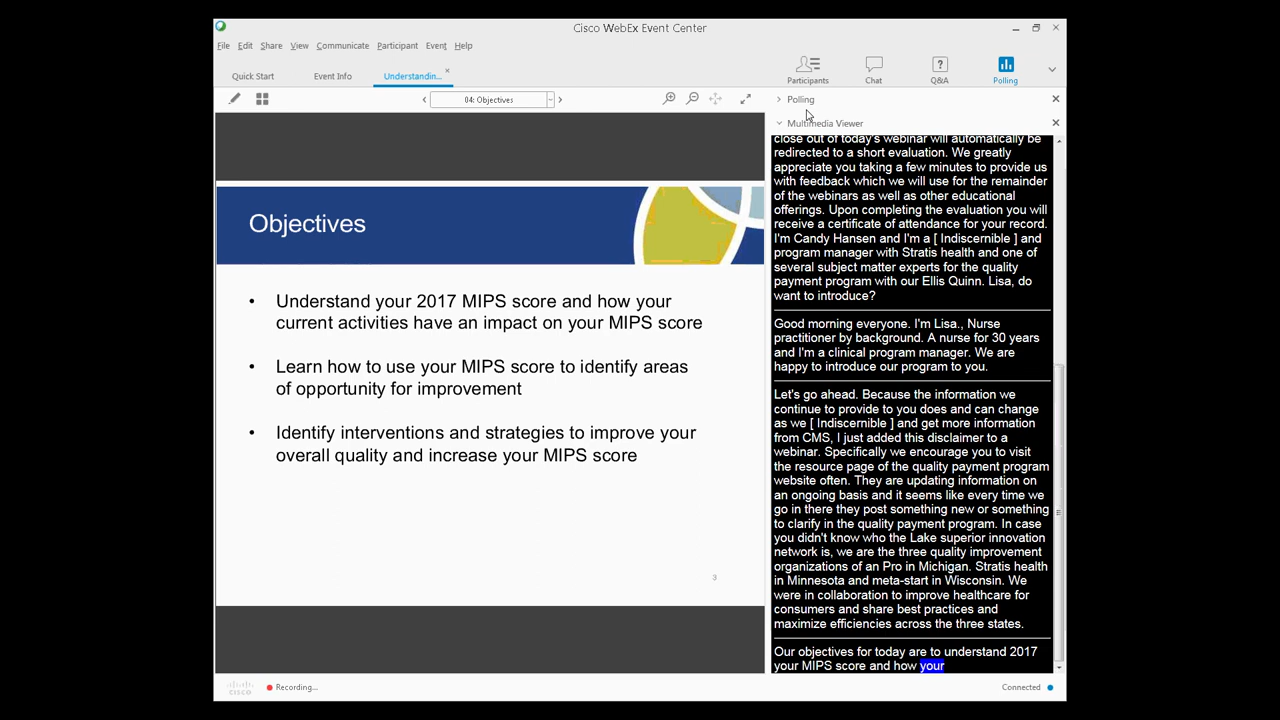 Cisco WebEx Event Center
File Edit Share View Communicate Participant Event Help
Quick Start Event Info Understandin...
Participants Chat Q&A Polling
04: Objectives
Objectives
• Understand your 2017 MIPS score and how your
current activities have an impact on your MIPS score
• Learn how to use your MIPS score to identify areas
of opportunity for improvement
• Identify interventions and strategies to improve your
overall quality and increase your MIPS score
3
Polling
Multimedia Viewer
close out of today's webinar will automatically be
redirected to a short evaluation. We greatly
appreciate you taking a few minutes to provide us
with feedback which we will use for the remainder
of the webinars as well as other educational
offerings. Upon completing the evaluation you will
receive a certificate of attendance for your record.
I'm Candy Hansen and I'm a [ Indiscernible ] and
program manager with Stratis health and one of
several subject matter experts for the quality
payment program with our Ellis Quinn. Lisa, do
want to introduce?
Good morning everyone. I'm Lisa., Nurse
practitioner by background. A nurse for 30 years
and I'm a clinical program manager. We are
happy to introduce our program to you.
Let's go ahead. Because the information we
continue to provide to you does and can change
as we [ Indiscernible ] and get more information
from CMS, I just added this disclaimer to a
webinar. Specifically we encourage you to visit
the resource page of the quality payment program
website often. They are updating information on
an ongoing basis and it seems like every time we
go in there they post something new or something
to clarify in the quality payment program. In case
you didn't know who the Lake superior innovation
network is, we are the three quality improvement
organizations of an Pro in Michigan. Stratis health
in Minnesota and meta-start in Wisconsin. We
were in collaboration to improve healthcare for
consumers and share best practices and
maximize efficiencies across the three states.
Our objectives for today are to understand 2017
your MIPS score and how your
cisco
Recording...
Connected